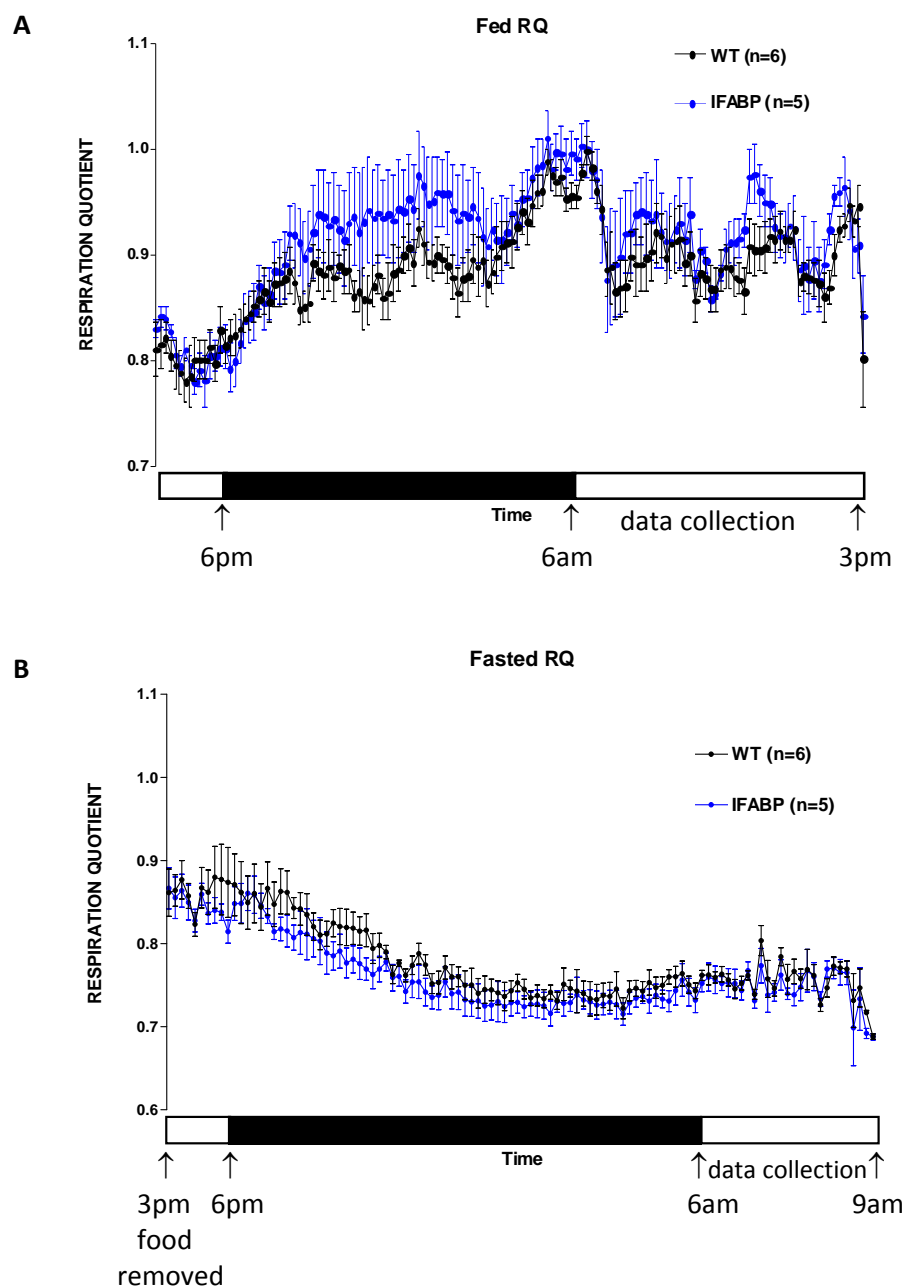 A
Fed RQ
1.1
1.0
0.9
0.8
0.7
RESPIRATION QUOTIENT
WT (n=6)
IFABP (n=5)
Time
data collection
6pm
6am
3pm
B
Fasted RQ
1.1
1.0
0.9
0.8
0.7
0.6
RESPIRATION QUOTIENT
WT (n=6)
IFABP (n=5)
Time
data collection
3pm
food
removed
6pm
6am
9am